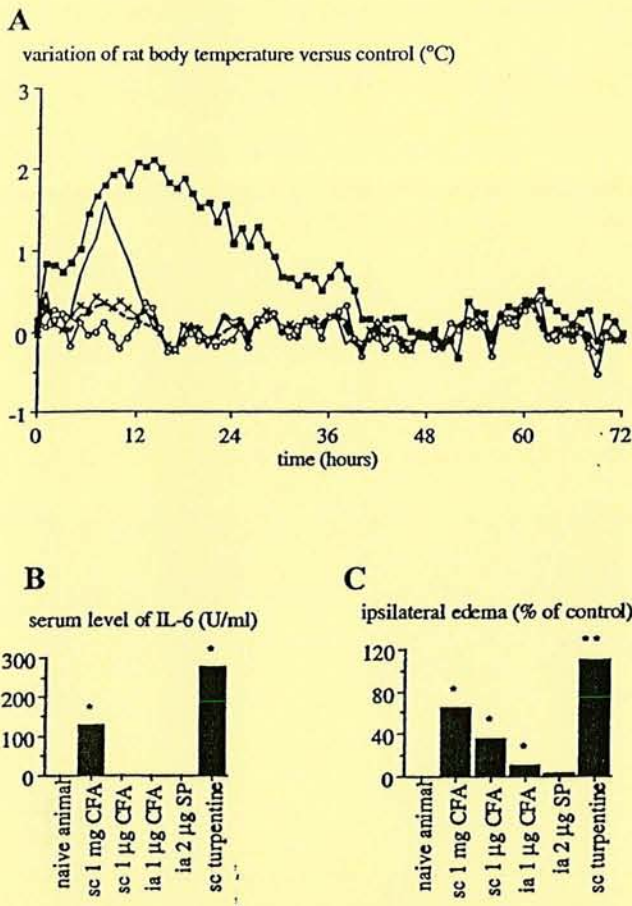 A
variation of rat body temperature versus control (°C)
3
2
1
0
-1
0 12 24 36 48 60 72
time (hours)
B
serum level of IL-6 (U/ml)
300
200
100
0
*
*
naive animal
sc 1 mg CFA
sc 1 µg CFA
ia 1 µg CFA
ia 2 µg SP
sc turpentine
C
ipsilateral edema (% of control)
120
80
40
0
*
*
*
**
naive animal
sc 1 mg CFA
sc 1 µg CFA
ia 1 µg CFA
ia 2 µg SP
sc turpentine